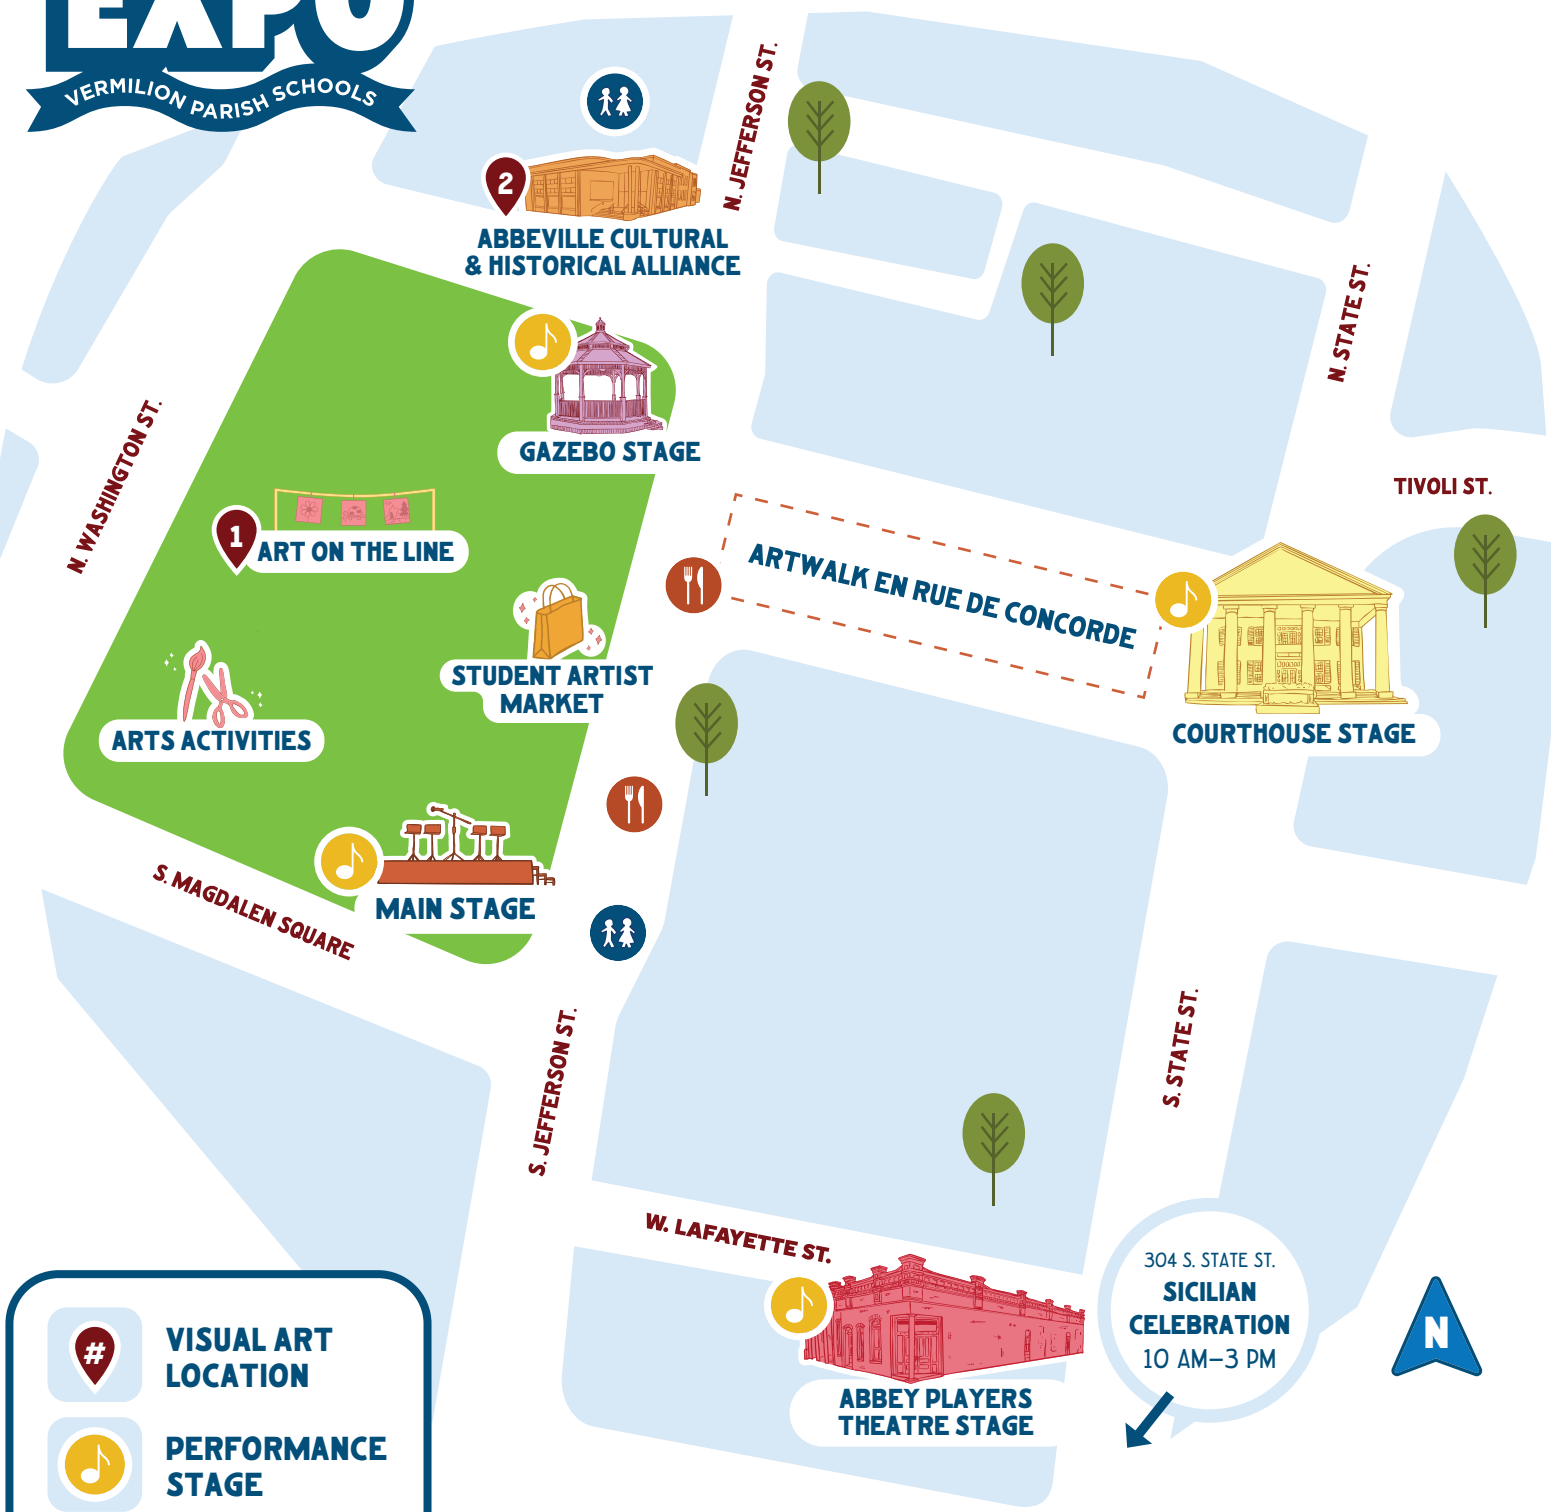 EXPO
VERMILION PARISH SCHOOLS
N. JEFFERSON ST.
2
ABBEVILLE CULTURAL
& HISTORICAL ALLIANCE
N. STATE ST.
GAZEBO STAGE
N. WASHINGTON ST.
TIVOLI ST.
1
ART ON THE LINE
ARTWALK EN RUE DE CONCORDE
STUDENT ARTIST
MARKET
COURTHOUSE STAGE
ARTS ACTIVITIES
MAIN STAGE
S. MAGDALEN SQUARE
S. JEFFERSON ST.
S. STATE ST.
W. LAFAYETTE ST.
304 S. STATE ST.
SICILIAN
CELEBRATION
10 AM–3 PM
N
ABBEY PLAYERS
THEATRE STAGE
#
VISUAL ART
LOCATION
PERFORMANCE
STAGE